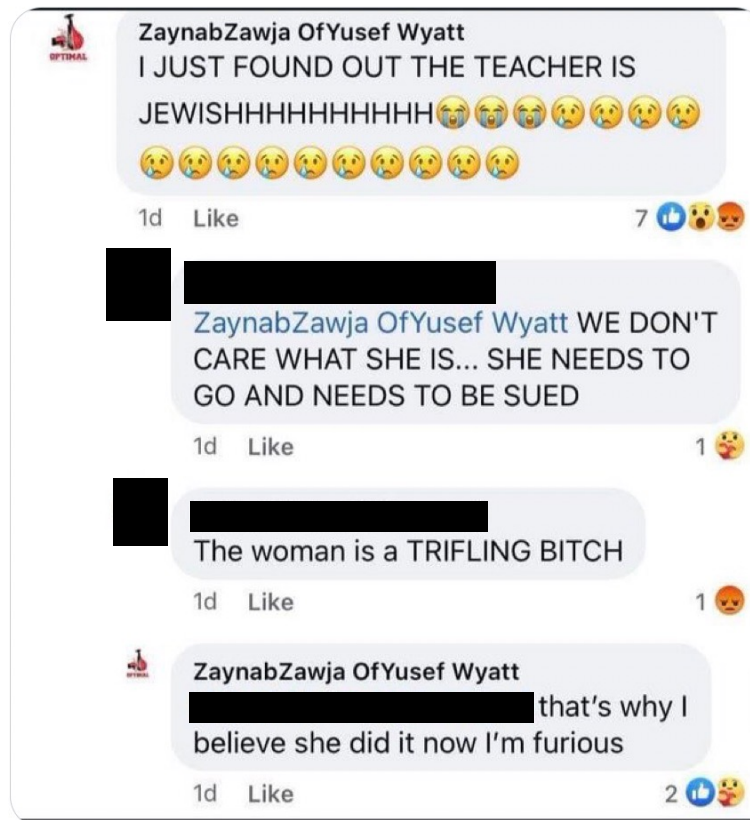 OPTIMAL
ZaynabZawja OfYusef Wyatt
I JUST FOUND OUT THE TEACHER IS
JEWISHHHHHHHHHHH😭😭😭😢😢😢😢
😢😢😢😢😢😢😢😢😢😢
1d Like 7
ZaynabZawja OfYusef Wyatt WE DON'T
CARE WHAT SHE IS... SHE NEEDS TO
GO AND NEEDS TO BE SUED
1d Like 1
The woman is a TRIFLING BITCH
1d Like 1
OPTIMAL
ZaynabZawja OfYusef Wyatt
that's why I
believe she did it now I'm furious
1d Like 2